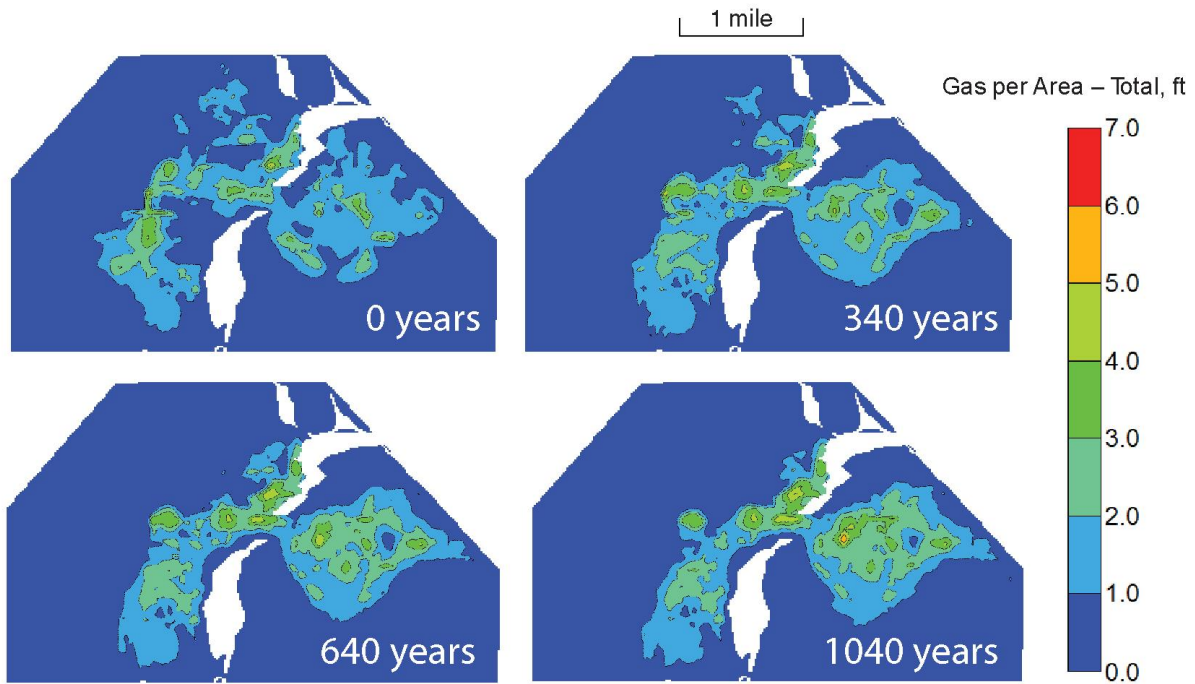 1 mile
Gas per Area – Total, ft
7.0
6.0
5.0
4.0
3.0
2.0
1.0
0.0
0 years
340 years
640 years
1040 years